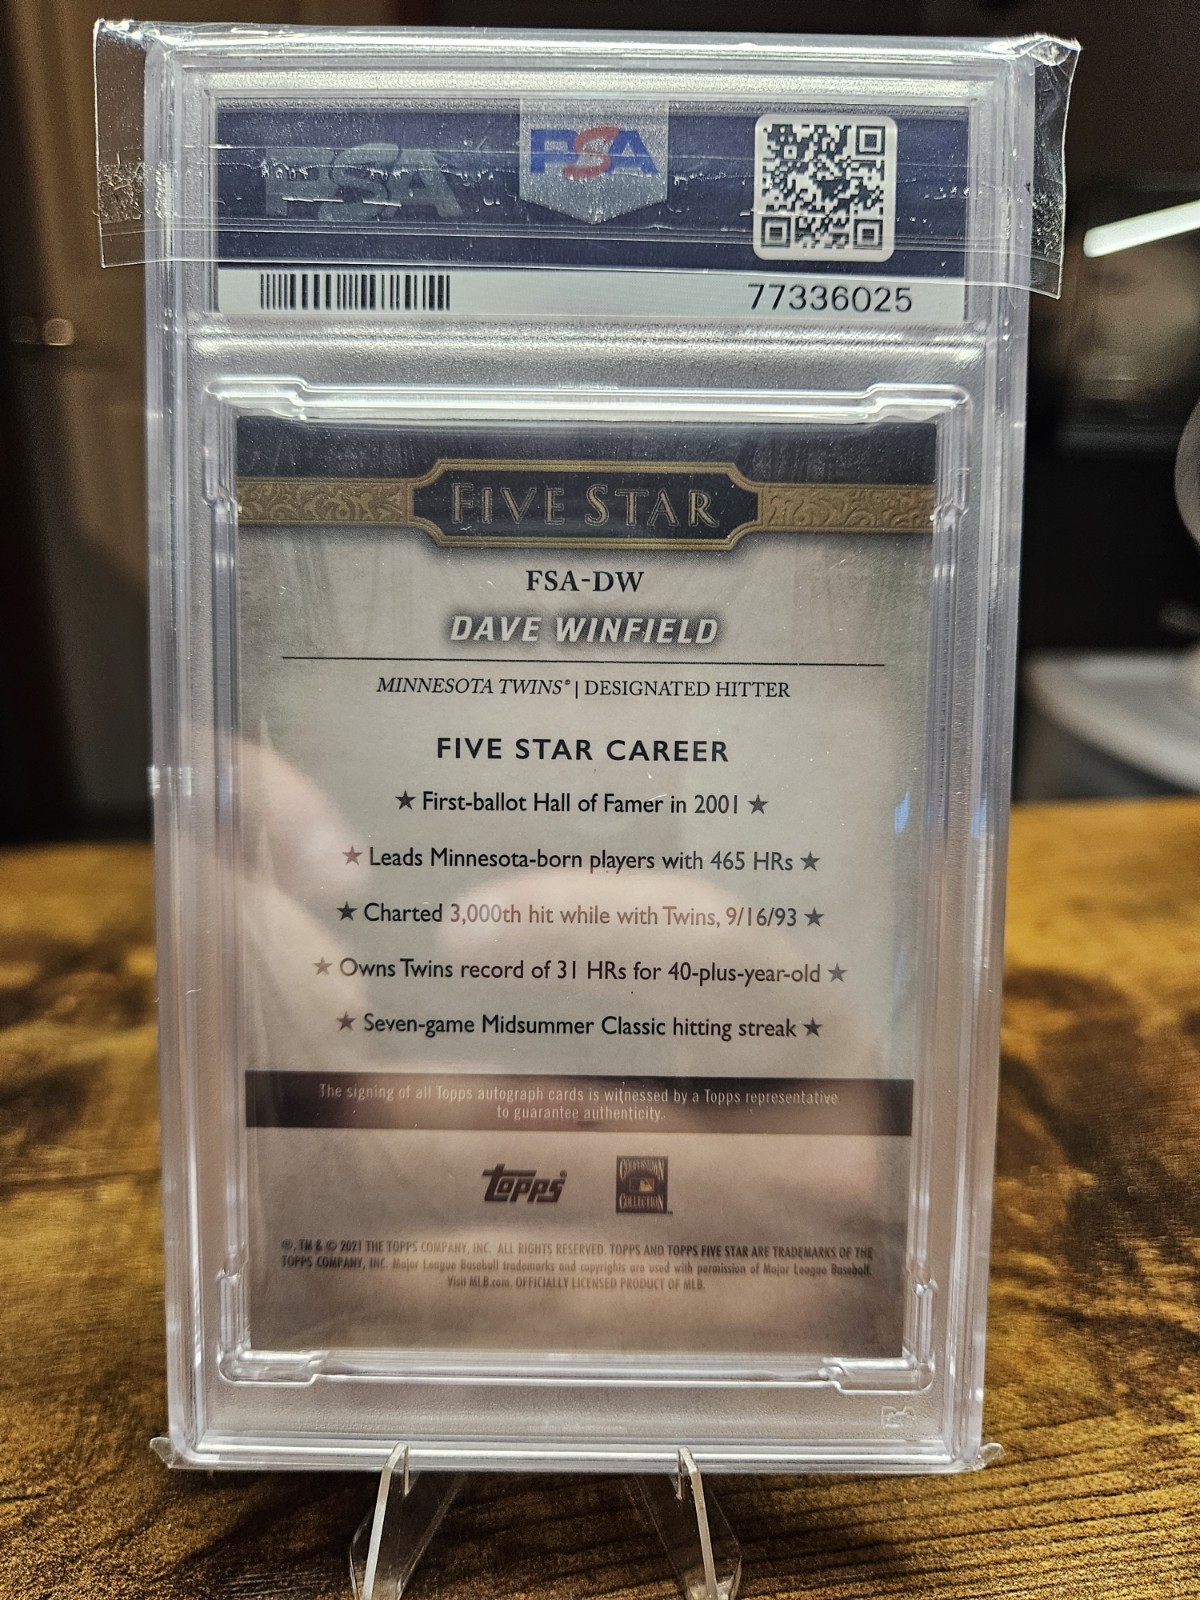 PSA
PSA
77336025
FIVE STAR
FSA-DW
DAVE WINFIELD
MINNESOTA TWINS® | DESIGNATED HITTER
FIVE STAR CAREER
★ First-ballot Hall of Famer in 2001 ★
★ Leads Minnesota-born players with 465 HRs ★
★ Charted 3,000th hit while with Twins, 9/16/93 ★
★ Owns Twins record of 31 HRs for 40-plus-year-old ★
★ Seven-game Midsummer Classic hitting streak ★
The signing of all Topps autograph cards is witnessed by a Topps representative
to guarantee authenticity.
topps®
COOPERSTOWN
COLLECTION™
®, TM & © 2021 THE TOPPS COMPANY, INC. ALL RIGHTS RESERVED. TOPPS AND TOPPS FIVE STAR ARE TRADEMARKS OF THE
TOPPS COMPANY, INC. Major League Baseball trademarks and copyrights are used with permission of Major League Baseball.
Visit MLB.com. OFFICIALLY LICENSED PRODUCT OF MLB.
PSA